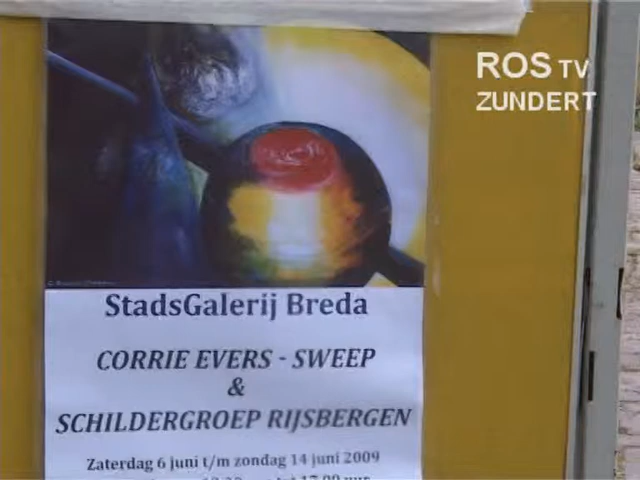 ROS TV
ZUNDERT
StadsGalerij Breda
CORRIE EVERS - SWEEP
&
SCHILDERGROEP RIJSBERGEN
Zaterdag 6 juni t/m zondag 14 juni 2009